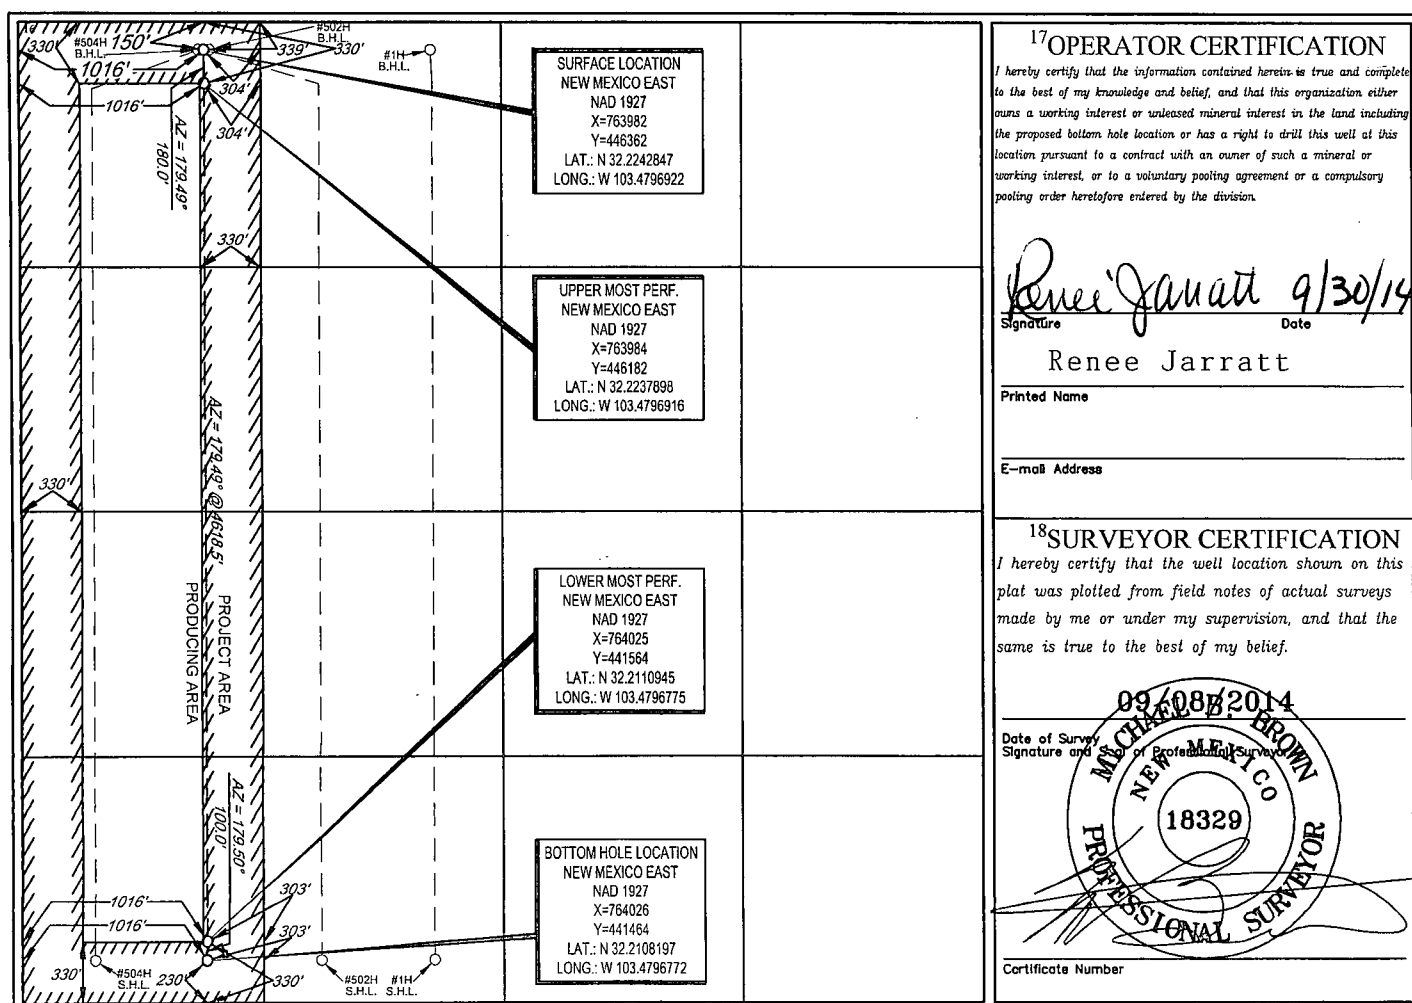 16
330'
#504H
B.H.L.
150'
#502H
B.H.L.
339'
330'
#1H
B.H.L.
1016'
304'
1016'
304'
AZ = 179.49°
180.0'
330'
330'
AZ = 179.49° @ 4618.5'
PROJECT AREA
PRODUCING AREA
AZ = 179.50°
100.0'
1016'
303'
1016'
303'
330'
#504H
S.H.L.
230'
330'
#502H
S.H.L.
#1H
S.H.L.
SURFACE LOCATION
NEW MEXICO EAST
NAD 1927
X=763982
Y=446362
LAT.: N 32.2242847
LONG.: W 103.4796922
UPPER MOST PERF.
NEW MEXICO EAST
NAD 1927
X=763984
Y=446182
LAT.: N 32.2237898
LONG.: W 103.4796916
LOWER MOST PERF.
NEW MEXICO EAST
NAD 1927
X=764025
Y=441564
LAT.: N 32.2110945
LONG.: W 103.4796775
BOTTOM HOLE LOCATION
NEW MEXICO EAST
NAD 1927
X=764026
Y=441464
LAT.: N 32.2108197
LONG.: W 103.4796772
17 OPERATOR CERTIFICATION
I hereby certify that the information contained herein is true and complete
to the best of my knowledge and belief, and that this organization either
owns a working interest or unleased mineral interest in the land including
the proposed bottom hole location or has a right to drill this well at this
location pursuant to a contract with an owner of such a mineral or
working interest, or to a voluntary pooling agreement or a compulsory
pooling order heretofore entered by the division.
Renee Jarratt 9/30/14
Signature Date
Renee Jarratt
Printed Name
E-mail Address
18 SURVEYOR CERTIFICATION
I hereby certify that the well location shown on this
plat was plotted from field notes of actual surveys
made by me or under my supervision, and that the
same is true to the best of my belief.
09/08/2014
Date of Survey
Signature and Seal of Professional Surveyor
MICHAEL B. BROWN
NEW MEXICO
18329
PROFESSIONAL SURVEYOR
Certificate Number